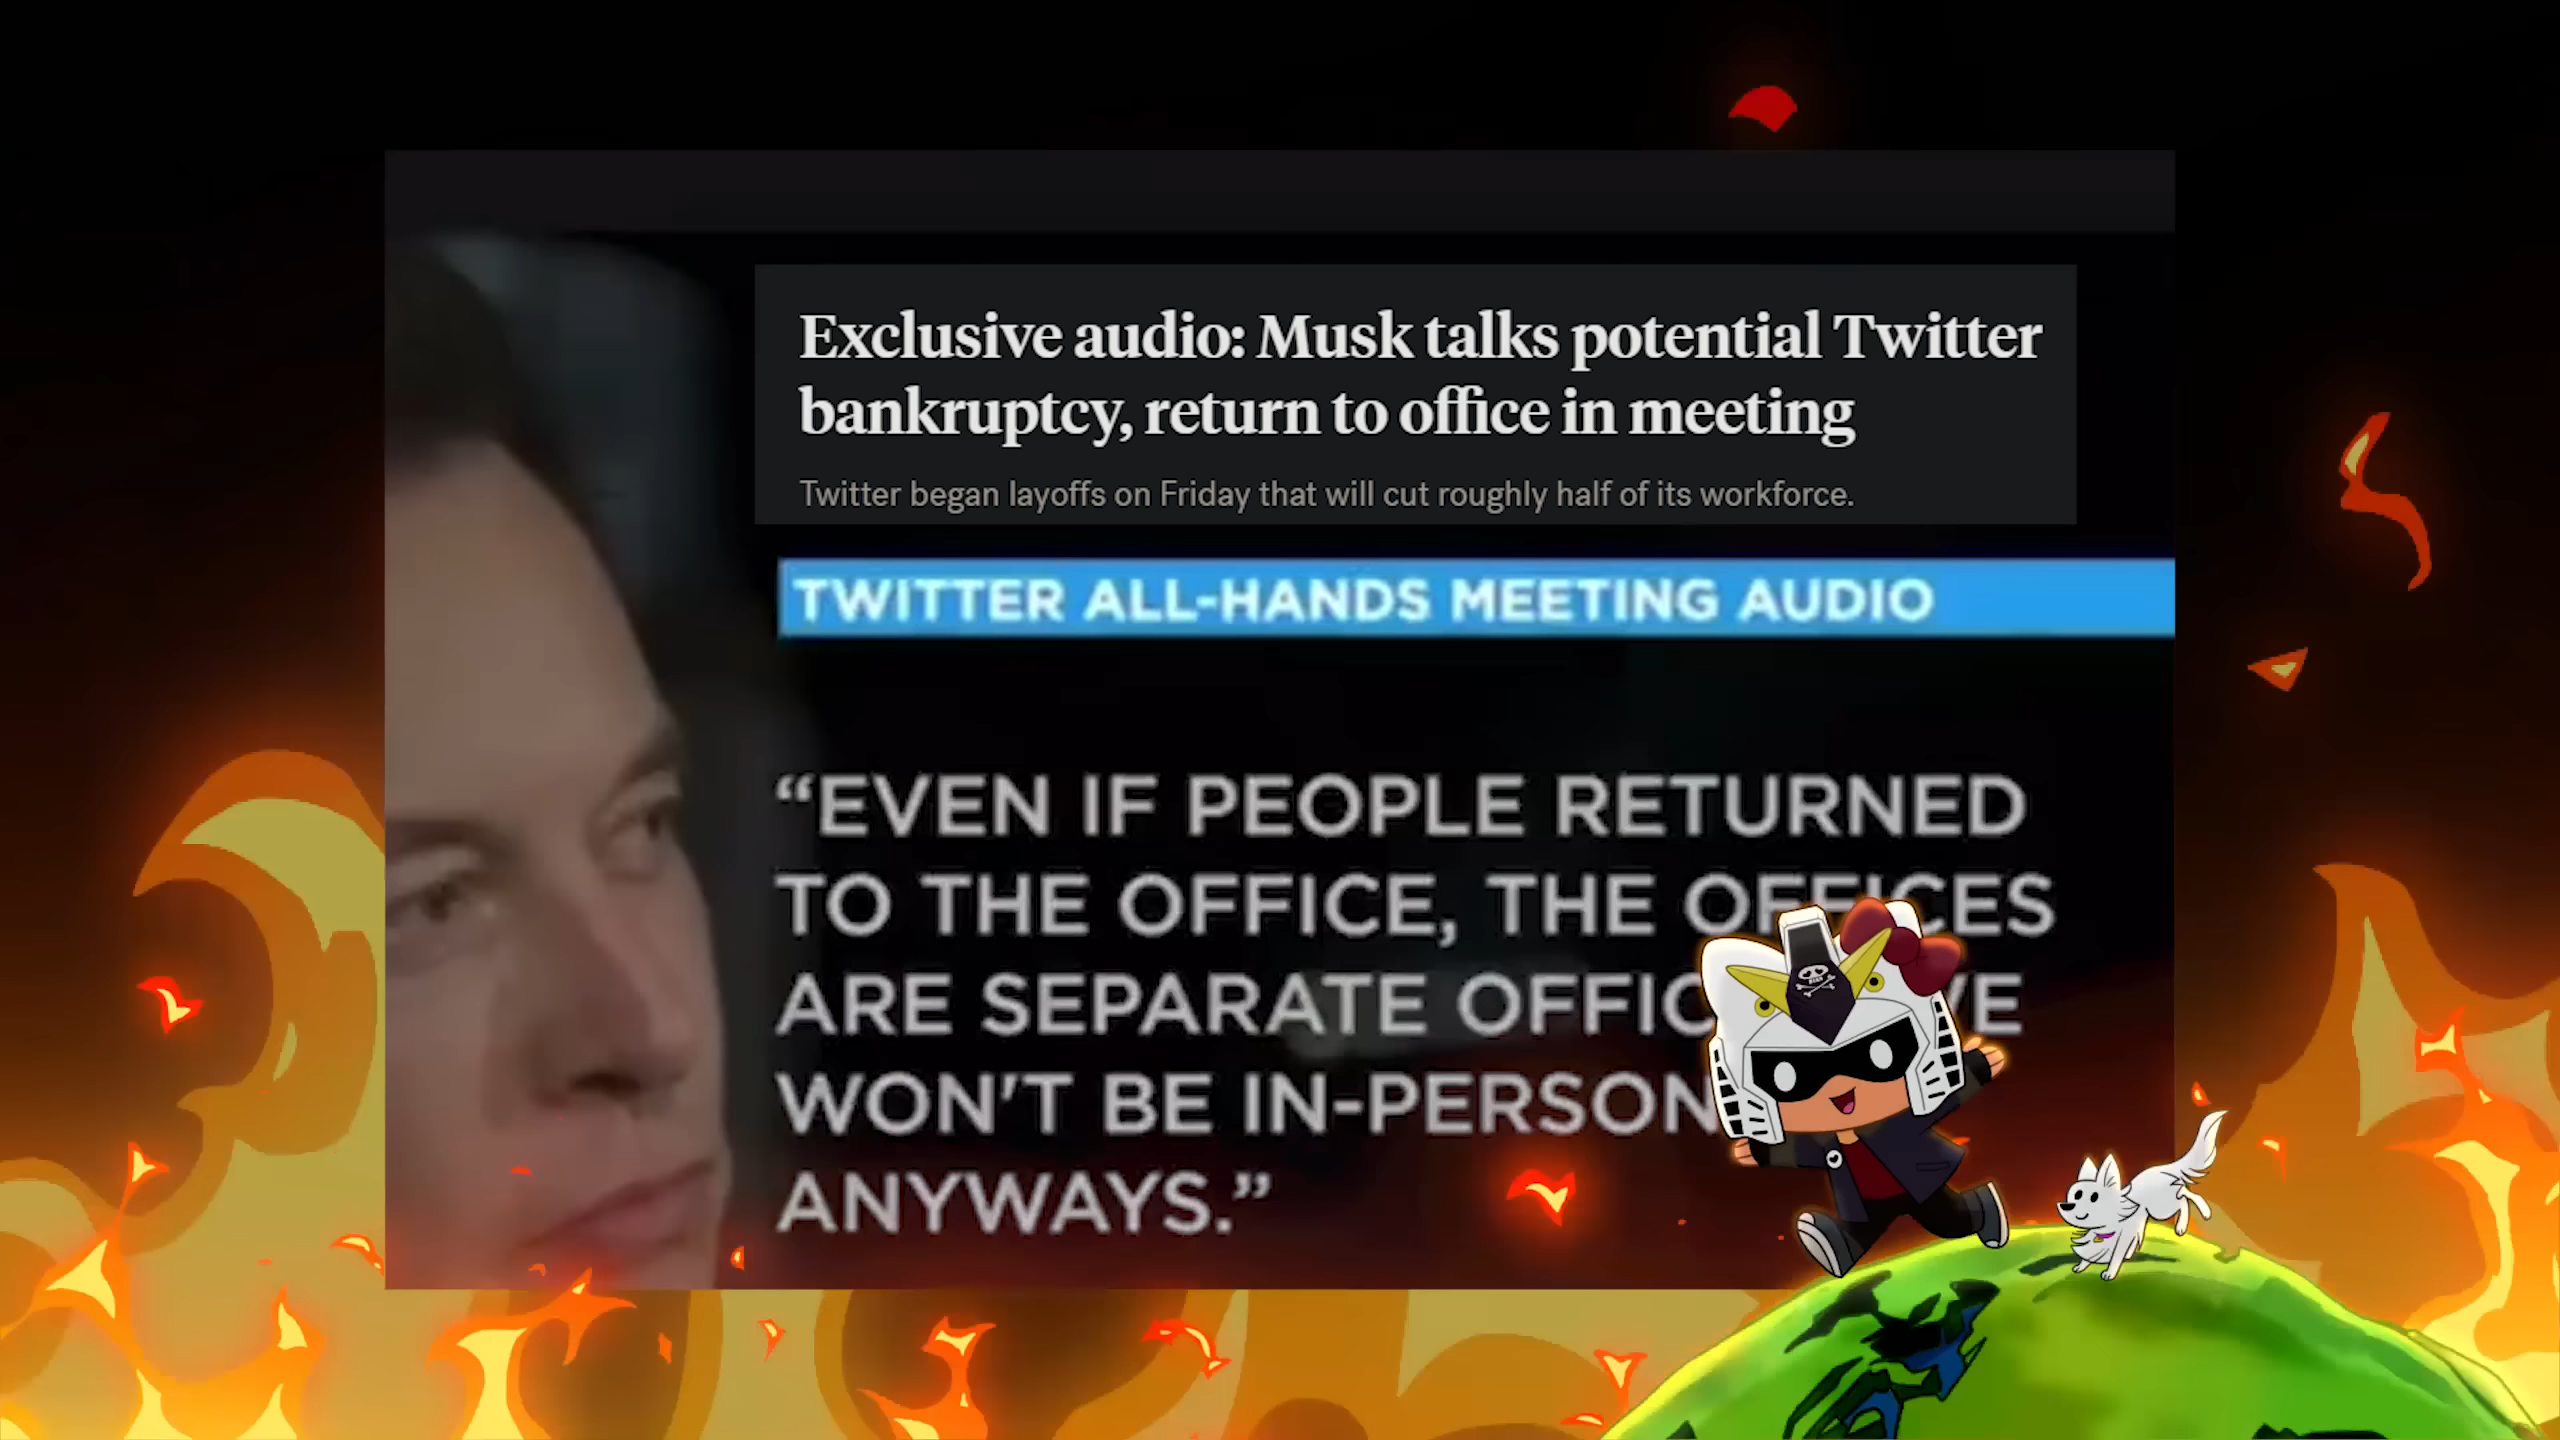 Exclusive audio: Musk talks potential Twitter
bankruptcy, return to office in meeting
Twitter began layoffs on Friday that will cut roughly half of its workforce.
TWITTER ALL-HANDS MEETING AUDIO
“EVEN IF PEOPLE RETURNED
TO THE OFFICE, THE OFFICES
ARE SEPARATE
WON'T BE IN-PERSON
ANYWAYS.”